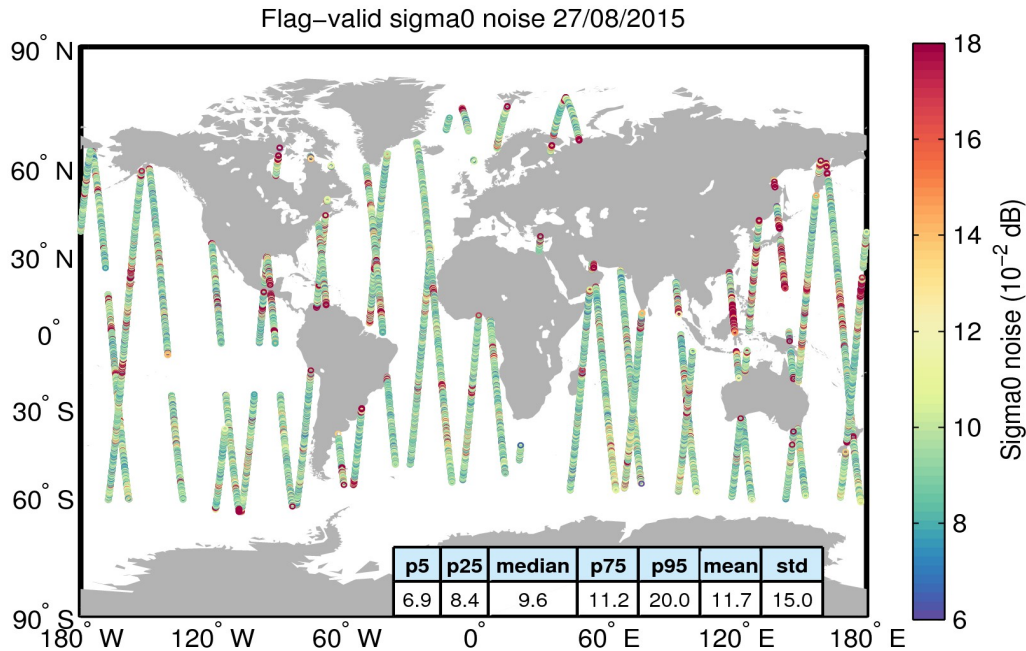 Flag−valid sigma0 noise 27/08/2015
90° N
60° N
30° N
0°
30° S
60° S
90° S
180° W
120° W
60° W
0°
60° E
120° E
180° E
p5 p25 median p75 p95 mean std
6.9 8.4 9.6 11.2 20.0 11.7 15.0
18
16
14
12
10
8
6
Sigma0 noise (10⁻² dB)